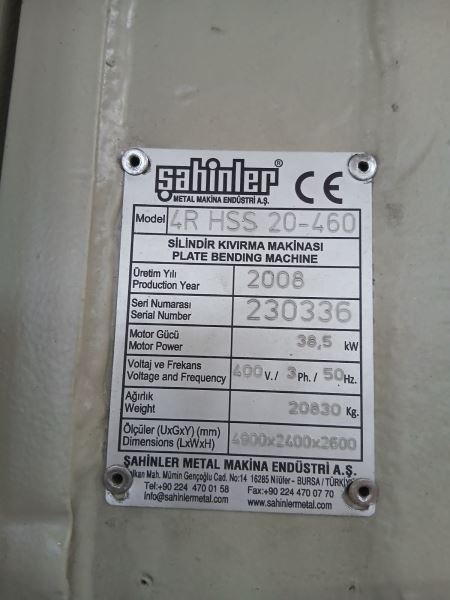 şahinler® CE
METAL MAKİNA ENDÜSTRİ A.Ş.
Model 4R HSS 20-460
SİLİNDİR KIVIRMA MAKİNASI
PLATE BENDING MACHINE
Üretim Yılı
Production Year 2008
Seri Numarası
Serial Number 230336
Motor Gücü
Motor Power 38,5 kW
Voltaj ve Frekans
Voltage and Frequency 400 V. / 3 Ph. / 50 Hz.
Ağırlık
Weight 20830 Kg.
Ölçüler (UxGxY) (mm)
Dimensions (LxWxH) 4900x2400x2600
ŞAHİNLER METAL MAKİNA ENDÜSTRİ A.Ş.
Mah. Mümin Gençoğlu Cad. No:14 16285 Nilüfer - BURSA / TÜRKİYE
Tel:+90 224 470 01 58 Fax:+90 224 470 07 70
info@sahinlermetal.com www.sahinlermetal.com